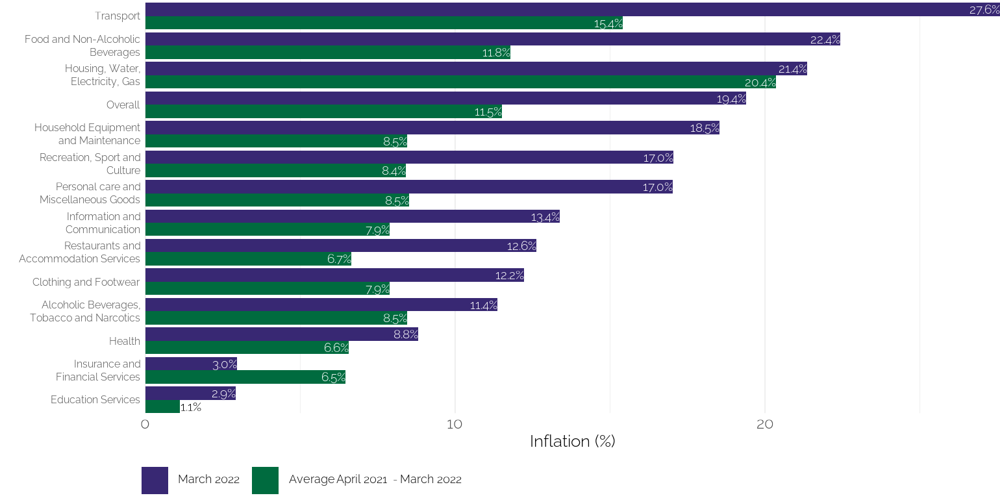 Transport
27.6%
15.4%
Food and Non-Alcoholic
Beverages
22.4%
11.8%
Housing, Water,
Electricity, Gas
21.4%
20.4%
Overall
19.4%
11.5%
Household Equipment
and Maintenance
18.5%
8.5%
Recreation, Sport and
Culture
17.0%
8.4%
Personal care and
Miscellaneous Goods
17.0%
8.5%
Information and
Communication
13.4%
7.9%
Restaurants and
Accommodation Services
12.6%
6.7%
Clothing and Footwear
12.2%
7.9%
Alcoholic Beverages,
Tobacco and Narcotics
11.4%
8.5%
Health
8.8%
6.6%
Insurance and
Financial Services
3.0%
6.5%
Education Services
2.9%
1.1%
0 10 20
Inflation (%)
March 2022 Average April 2021 - March 2022